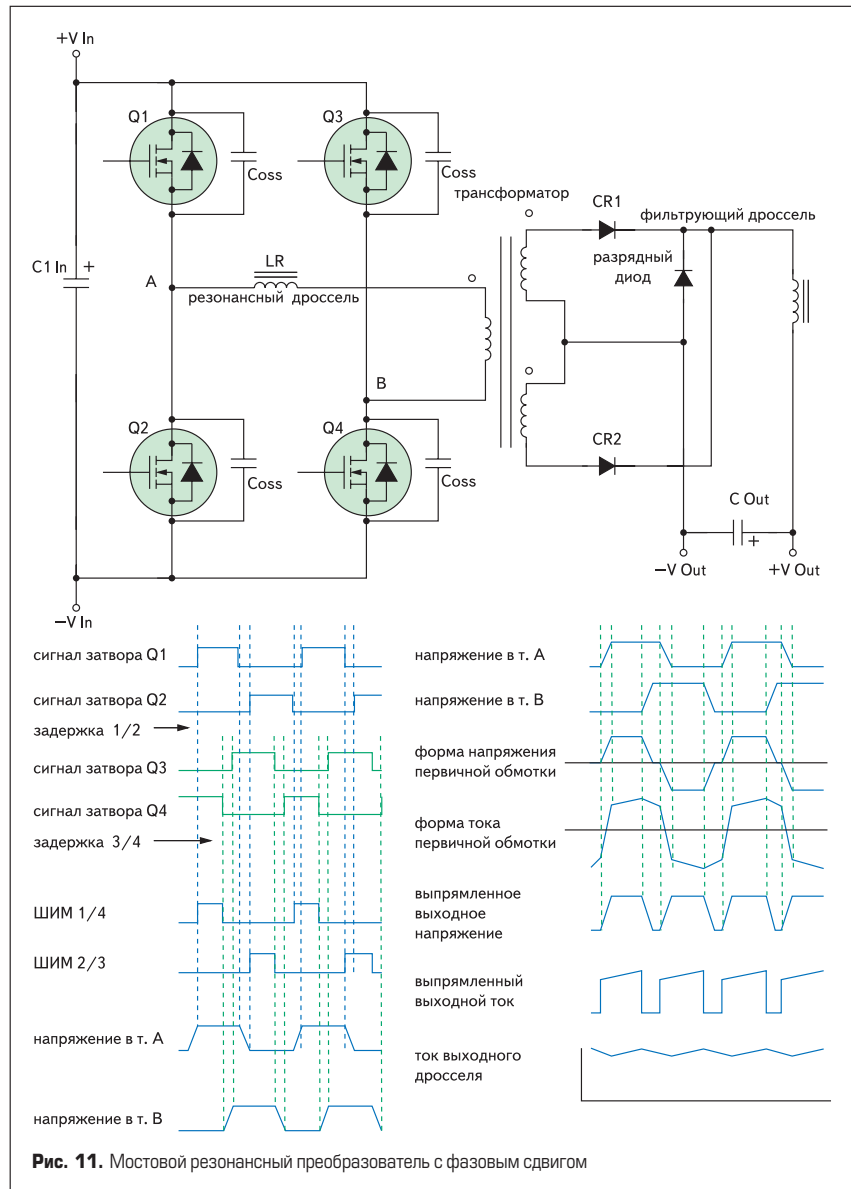 +V In
Q1
Q3
Coss
Coss
трансформатор
CR1
фильтрующий дроссель
разрядный
диод
C1 In +
A
LR
резонансный дроссель
B
Q2
Q4
Coss
Coss
CR2
C Out
+
−V Out
+V Out
−V In
сигнал затвора Q1
сигнал затвора Q2
задержка 1/2
сигнал затвора Q3
сигнал затвора Q4
задержка 3/4
ШИМ 1/4
ШИМ 2/3
напряжение в т. A
напряжение в т. B
напряжение в т. A
напряжение в т. B
форма напряжения
первичной обмотки
форма тока
первичной обмотки
выпрямленное
выходное
напряжение
выпрямленный
выходной ток
ток выходного
дросселя
Рис. 11. Мостовой резонансный преобразователь с фазовым сдвигом